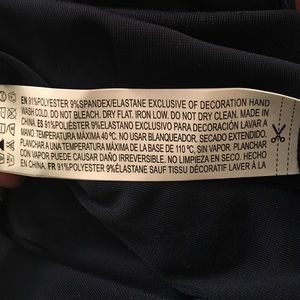 EN 91%POLYESTER 9%SPANDEX/ELASTANE EXCLUSIVE OF DECORATION HAND
WASH COLD. DO NOT BLEACH. DRY FLAT. IRON LOW. DO NOT DRY CLEAN. MADE IN
CHINA. ES 91%POLIÉSTER 9%ELASTANO EXCLUSIVO PARA DECORACIÓN LAVAR A
MANO. TEMPERATURA MÁXIMA 40 ºC. NO USAR BLANQUEADOR. SECADO EXTENDIDO.
PLANCHAR A UNA TEMPERATURA MÁXIMA DE LA BASE DE 110 ºC, SIN VAPOR. PLANCHAR
CON VAPOR PUEDE CAUSAR DAÑO IRREVERSIBLE. NO LIMPIEZA EN SECO. HECHO
EN CHINA. FR 91%POLYESTER 9%ÉLASTANE SAUF TISSU DÉCORATIF LAVER À LA